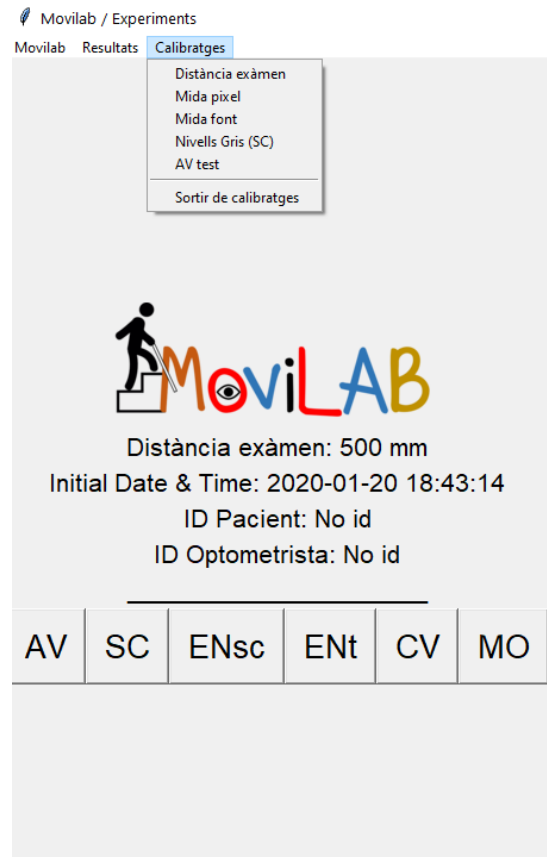 Movilab / Experiments
Movilab Resultats Calibratges
Distància exàmen
Mida pixel
Mida font
Nivells Gris (SC)
AV test
Sortir de calibratges
MoviLAB
Distància exàmen: 500 mm
Initial Date & Time: 2020-01-20 18:43:14
ID Pacient: No id
ID Optometrista: No id
AV SC ENsc ENt CV MO